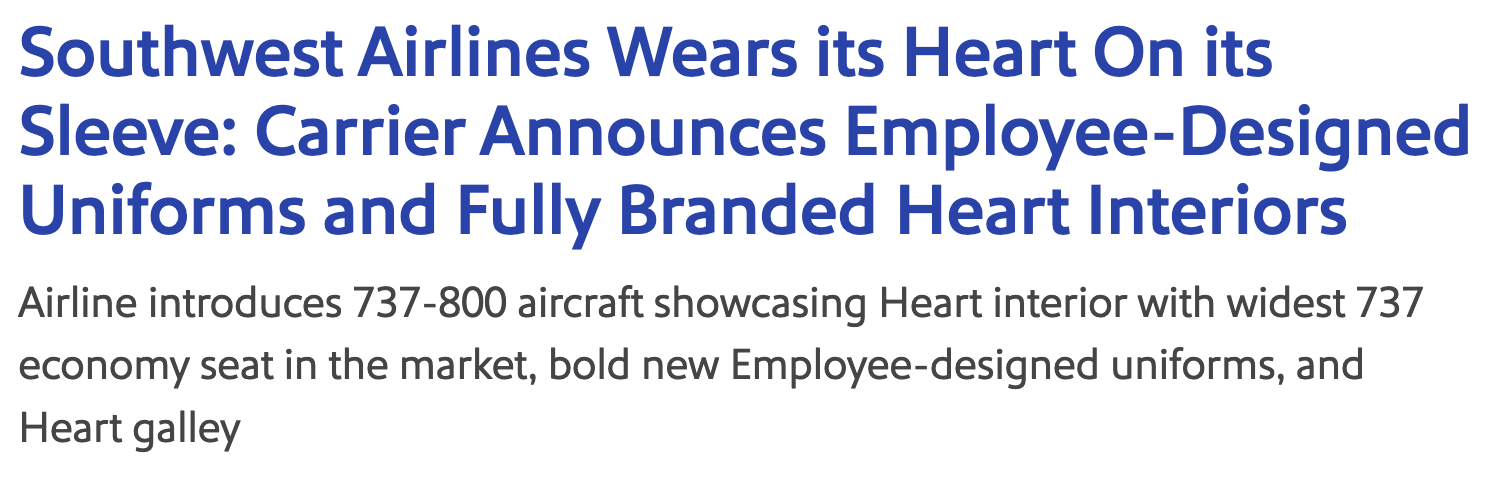 Southwest Airlines Wears its Heart On its
Sleeve: Carrier Announces Employee-Designed
Uniforms and Fully Branded Heart Interiors
Airline introduces 737-800 aircraft showcasing Heart interior with widest 737
economy seat in the market, bold new Employee-designed uniforms, and
Heart galley